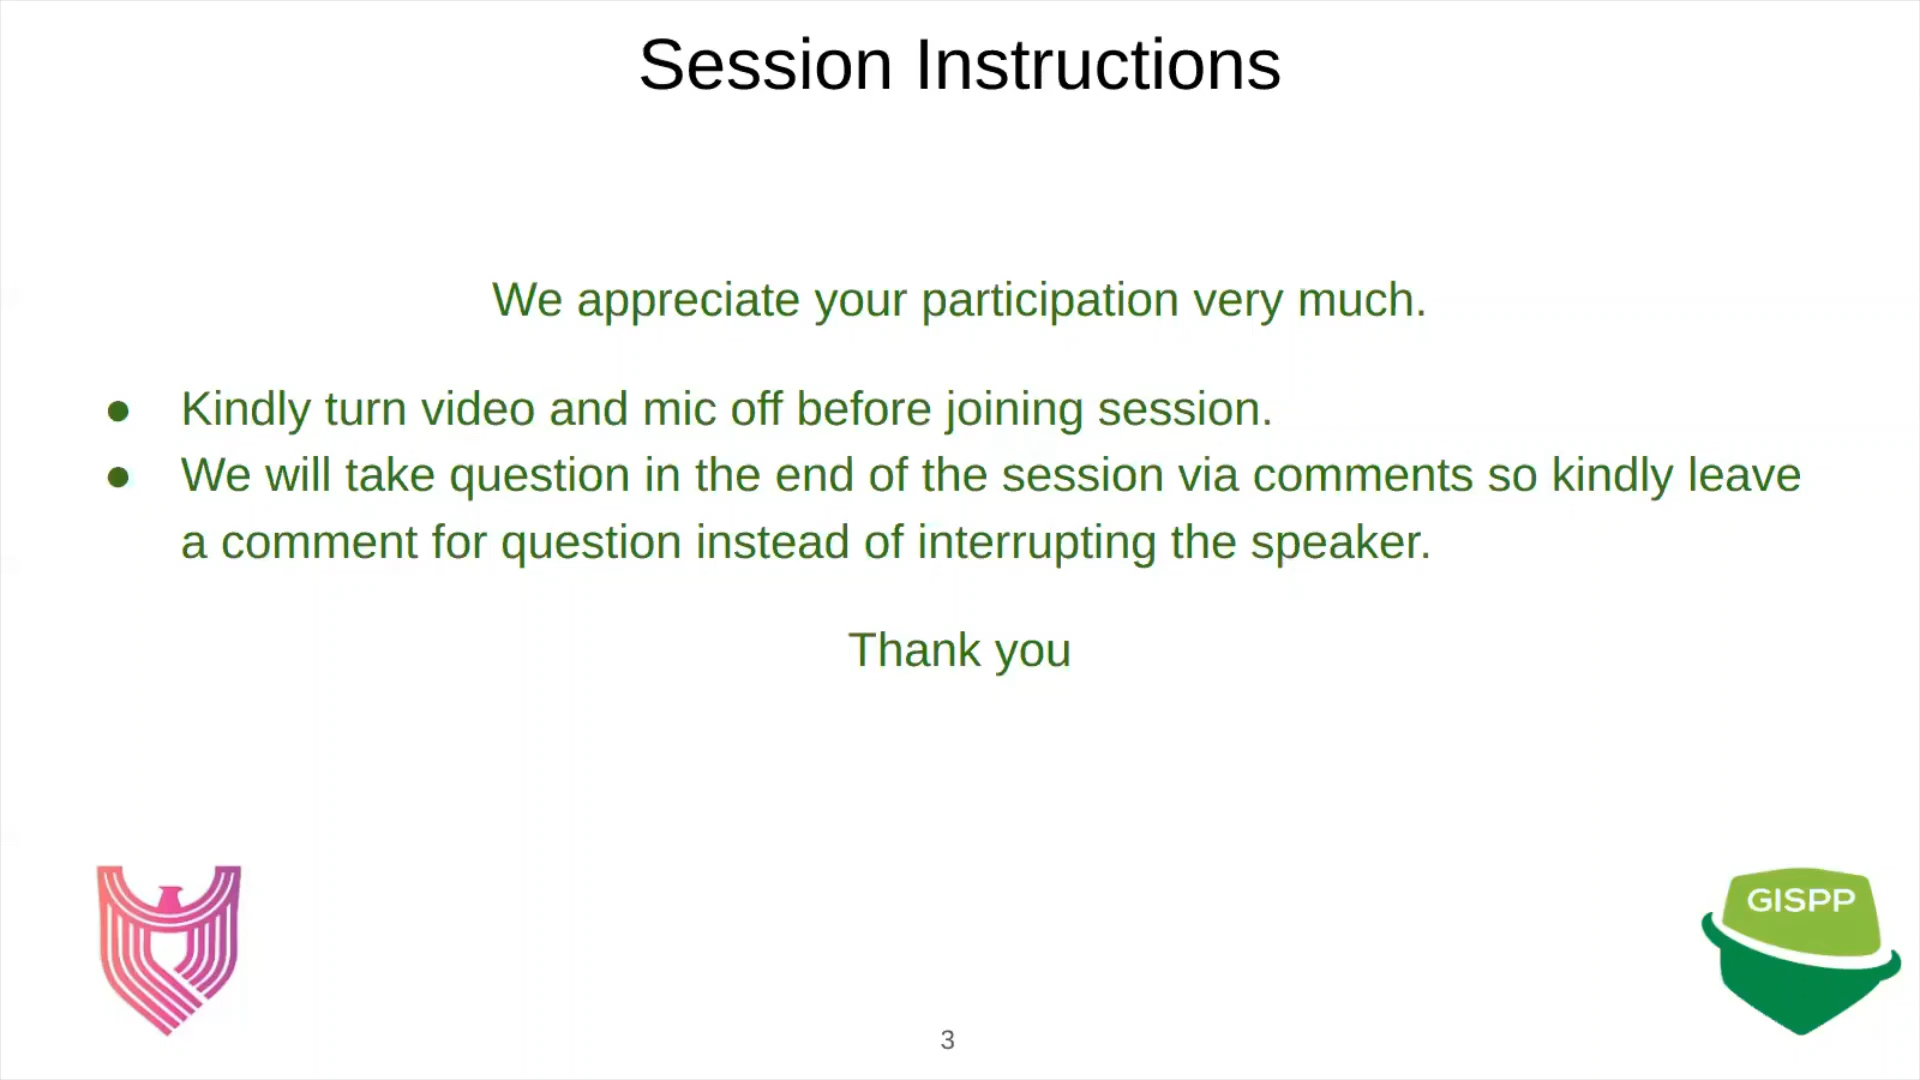 Session Instructions
We appreciate your participation very much.
● Kindly turn video and mic off before joining session.
● We will take question in the end of the session via comments so kindly leave
a comment for question instead of interrupting the speaker.
Thank you
GISPP
3